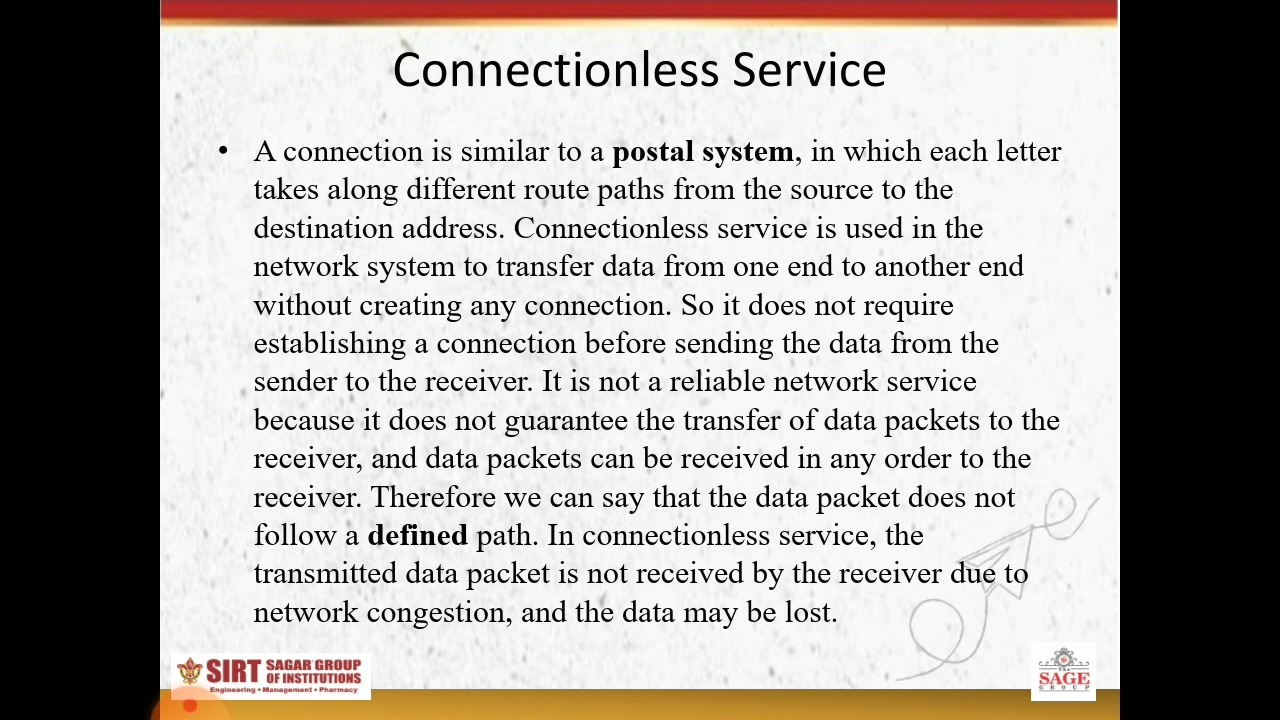 Connectionless Service
• A connection is similar to a postal system, in which each letter
takes along different route paths from the source to the
destination address. Connectionless service is used in the
network system to transfer data from one end to another end
without creating any connection. So it does not require
establishing a connection before sending the data from the
sender to the receiver. It is not a reliable network service
because it does not guarantee the transfer of data packets to the
receiver, and data packets can be received in any order to the
receiver. Therefore we can say that the data packet does not
follow a defined path. In connectionless service, the
transmitted data packet is not received by the receiver due to
network congestion, and the data may be lost.
SIRT SAGAR GROUP
OF INSTITUTIONS
Engineering • Management • Pharmacy
The
SAGE
GROUP